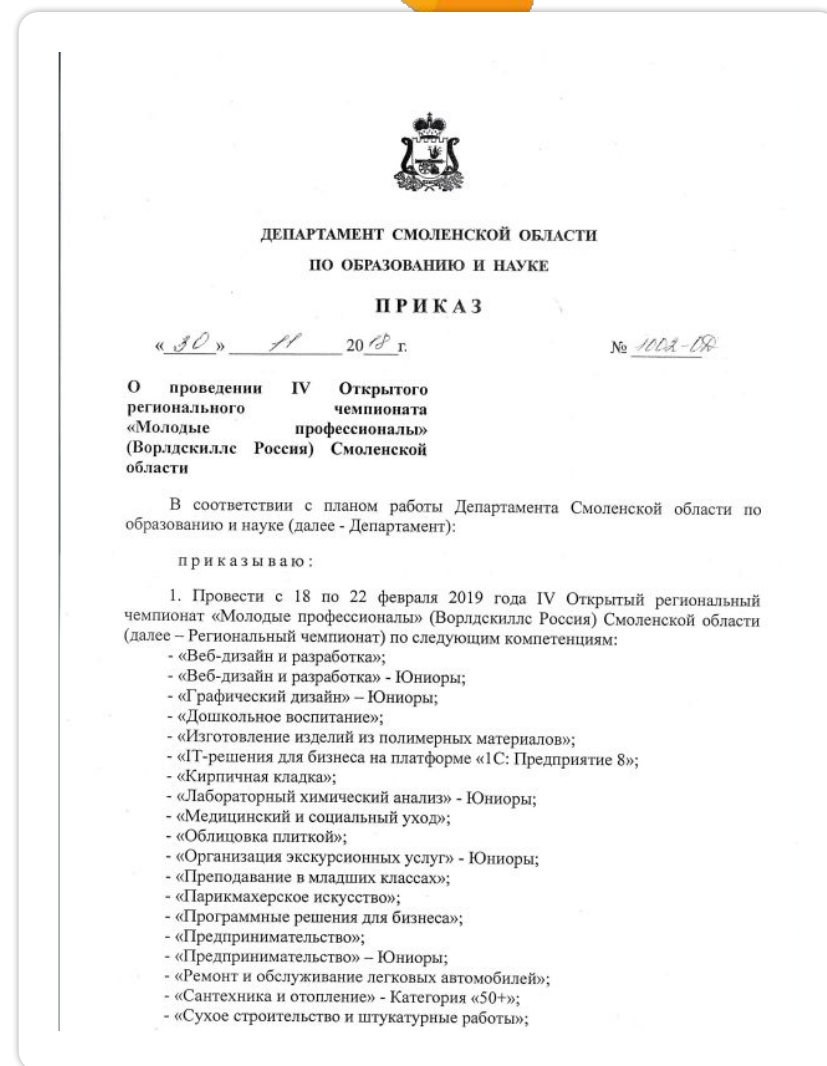 ДЕПАРТАМЕНТ СМОЛЕНСКОЙ ОБЛАСТИ
ПО ОБРАЗОВАНИЮ И НАУКЕ
ПРИКАЗ
« 30 » 11 2018 г. № 1002-ОД
О проведении IV Открытого
регионального чемпионата
«Молодые профессионалы»
(Ворлдскиллс Россия) Смоленской
области
В соответствии с планом работы Департамента Смоленской области по
образованию и науке (далее - Департамент):
приказываю:
1. Провести с 18 по 22 февраля 2019 года IV Открытый региональный
чемпионат «Молодые профессионалы» (Ворлдскиллс Россия) Смоленской области
(далее – Региональный чемпионат) по следующим компетенциям:
- «Веб-дизайн и разработка»;
- «Веб-дизайн и разработка» - Юниоры;
- «Графический дизайн» – Юниоры;
- «Дошкольное воспитание»;
- «Изготовление изделий из полимерных материалов»;
- «IT-решения для бизнеса на платформе «1С: Предприятие 8»;
- «Кирпичная кладка»;
- «Лабораторный химический анализ» - Юниоры;
- «Медицинский и социальный уход»;
- «Облицовка плиткой»;
- «Организация экскурсионных услуг» - Юниоры;
- «Преподавание в младших классах»;
- «Парикмахерское искусство»;
- «Программные решения для бизнеса»;
- «Предпринимательство»;
- «Предпринимательство» – Юниоры;
- «Ремонт и обслуживание легковых автомобилей»;
- «Сантехника и отопление» - Категория «50+»;
- «Сухое строительство и штукатурные работы»;